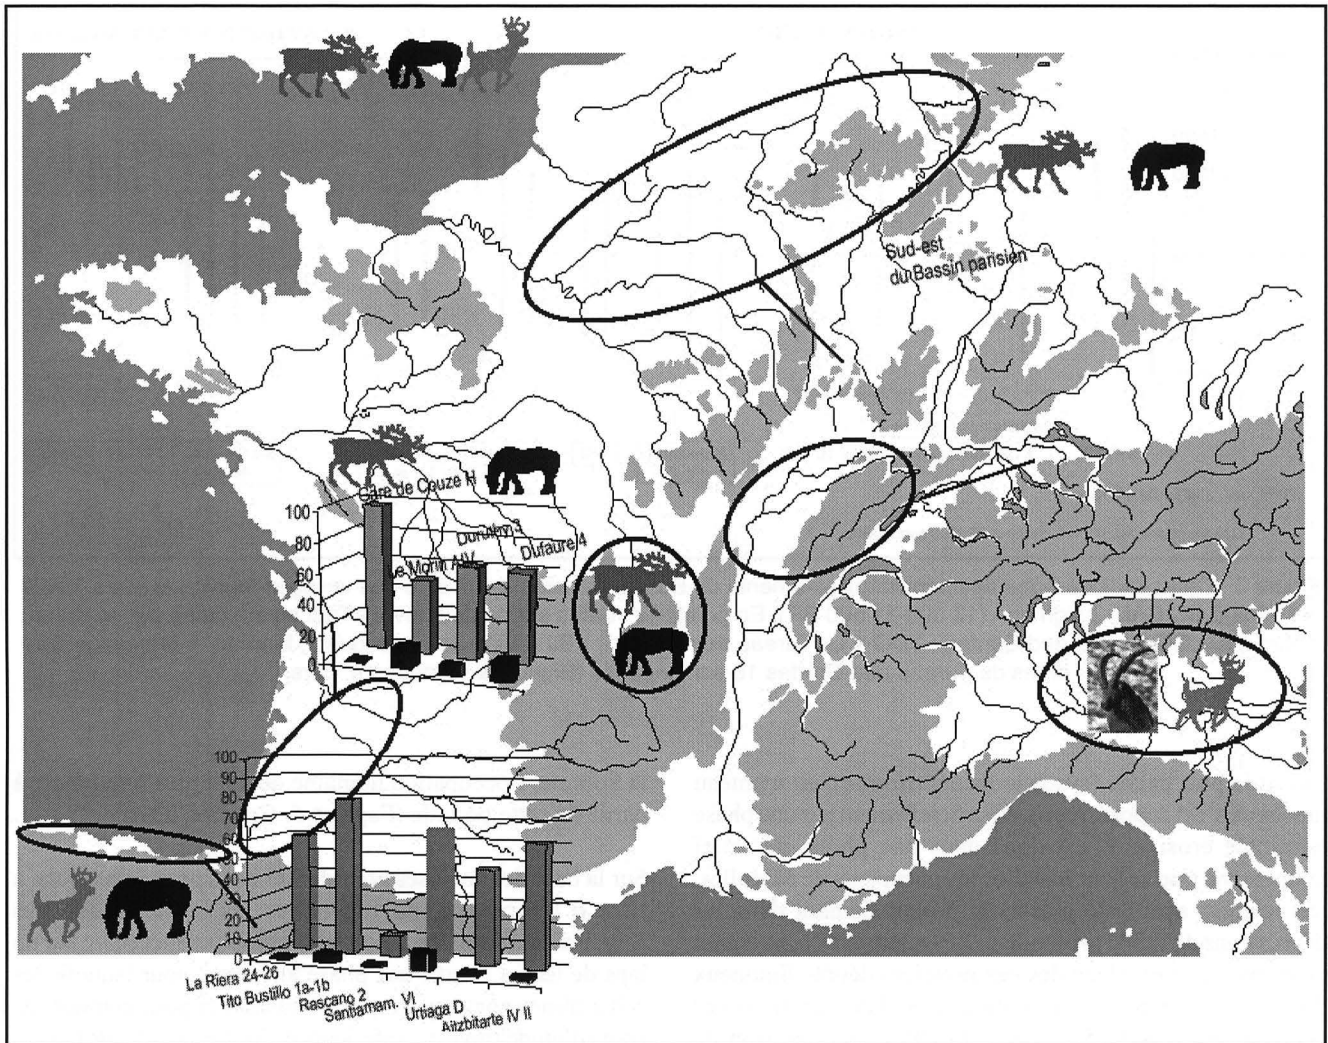 Sud-est
du Bassin parisien
Gare de Couze H
Duruthy 3
Dufaure 4
Le Morin AIV
100
80
60
40
20
0
100
90
80
70
60
50
40
30
20
10
0
La Riera 24-26
Tito Bustillo 1a-1b
Rascano 2
Santiamam. VI
Urtiaga D
Aitzbitarte IV II